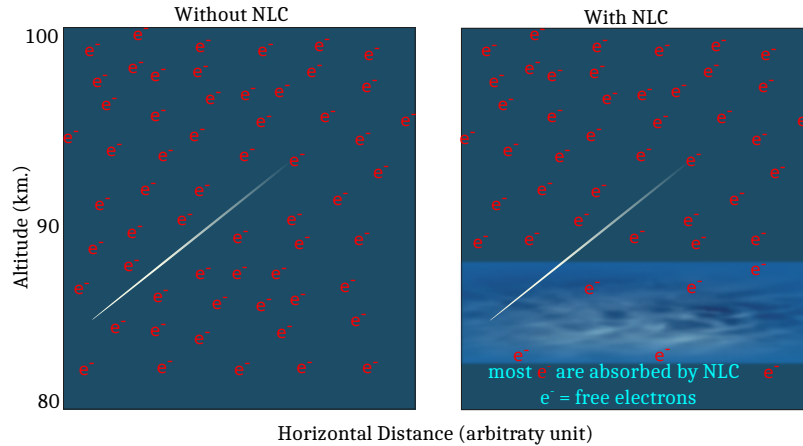 Without NLC
With NLC
100
90
80
Altitude (km.)
e⁻ e⁻ e⁻ e⁻ e⁻ e⁻
e⁻ e⁻ e⁻ e⁻ e⁻ e⁻
e⁻ e⁻ e⁻ e⁻
e⁻ e⁻ e⁻ e⁻
e⁻ e⁻ e⁻
e⁻ e⁻ e⁻ e⁻ e⁻
e⁻ e⁻ e⁻ e⁻
e⁻ e⁻ e⁻
e⁻ e⁻ e⁻ e⁻
e⁻ e⁻ e⁻ e⁻
e⁻ e⁻ e⁻ e⁻ e⁻ e⁻
e⁻ e⁻ e⁻ e⁻ e⁻
e⁻ e⁻ e⁻ e⁻ e⁻
e⁻ e⁻ e⁻ e⁻ e⁻ e⁻
e⁻ e⁻ e⁻ e⁻ e⁻ e⁻
e⁻ e⁻ e⁻ e⁻
e⁻ e⁻ e⁻ e⁻
e⁻ e⁻ e⁻
e⁻ e⁻ e⁻ e⁻ e⁻
e⁻ e⁻ e⁻ e⁻
e⁻ e⁻ e⁻
e⁻ e⁻ e⁻ e⁻
e⁻ e⁻ e⁻
e⁻ e⁻ e⁻
e⁻ e⁻
most e⁻ are absorbed by NLC e⁻
e⁻ = free electrons
Horizontal Distance (arbitraty unit)